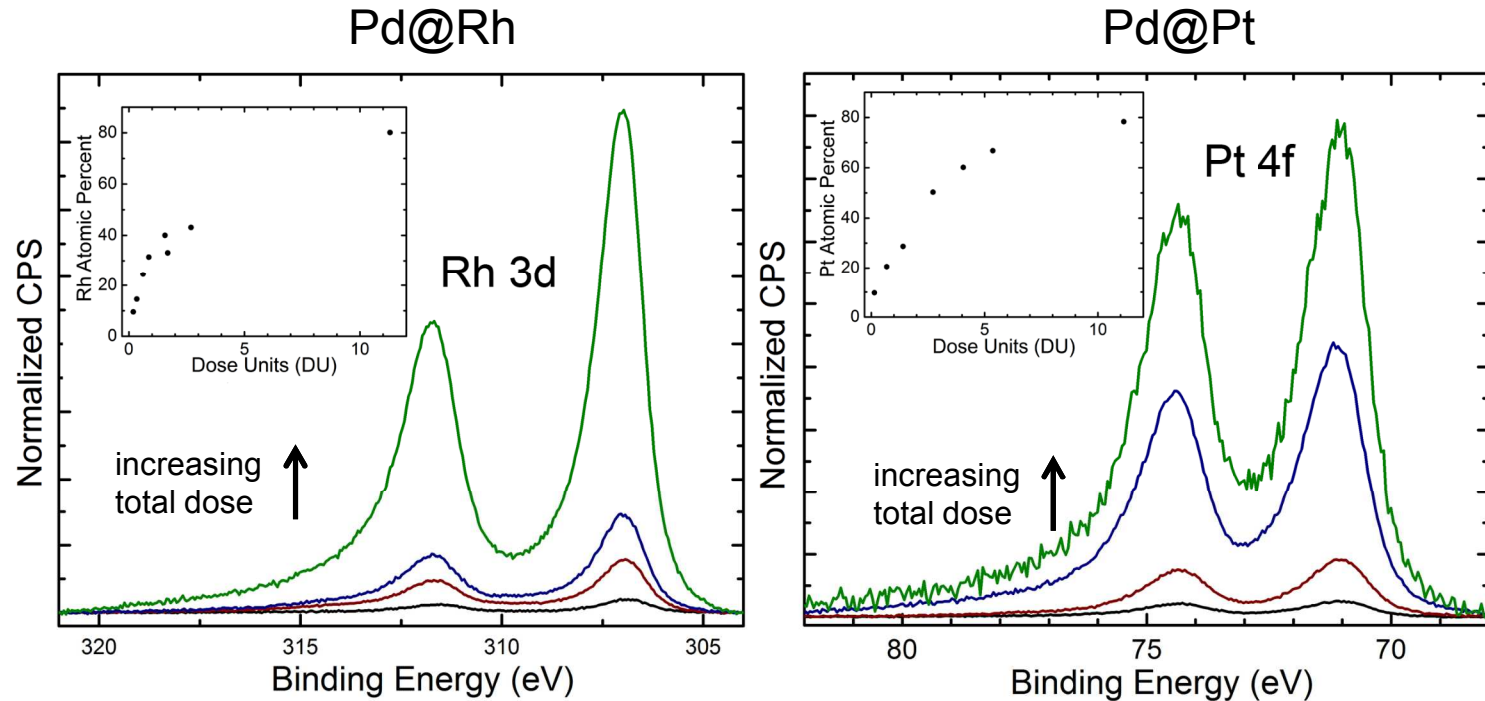 Pd@Rh
Pd@Pt
Normalized CPS
Rh Atomic Percent
80
60
40
20
0
0
5
10
Dose Units (DU)
Rh 3d
increasing
total dose
320
315
310
305
Binding Energy (eV)
Normalized CPS
Pt Atomic Percent
80
60
40
20
0
0
5
10
Dose Units (DU)
Pt 4f
increasing
total dose
80
75
70
Binding Energy (eV)